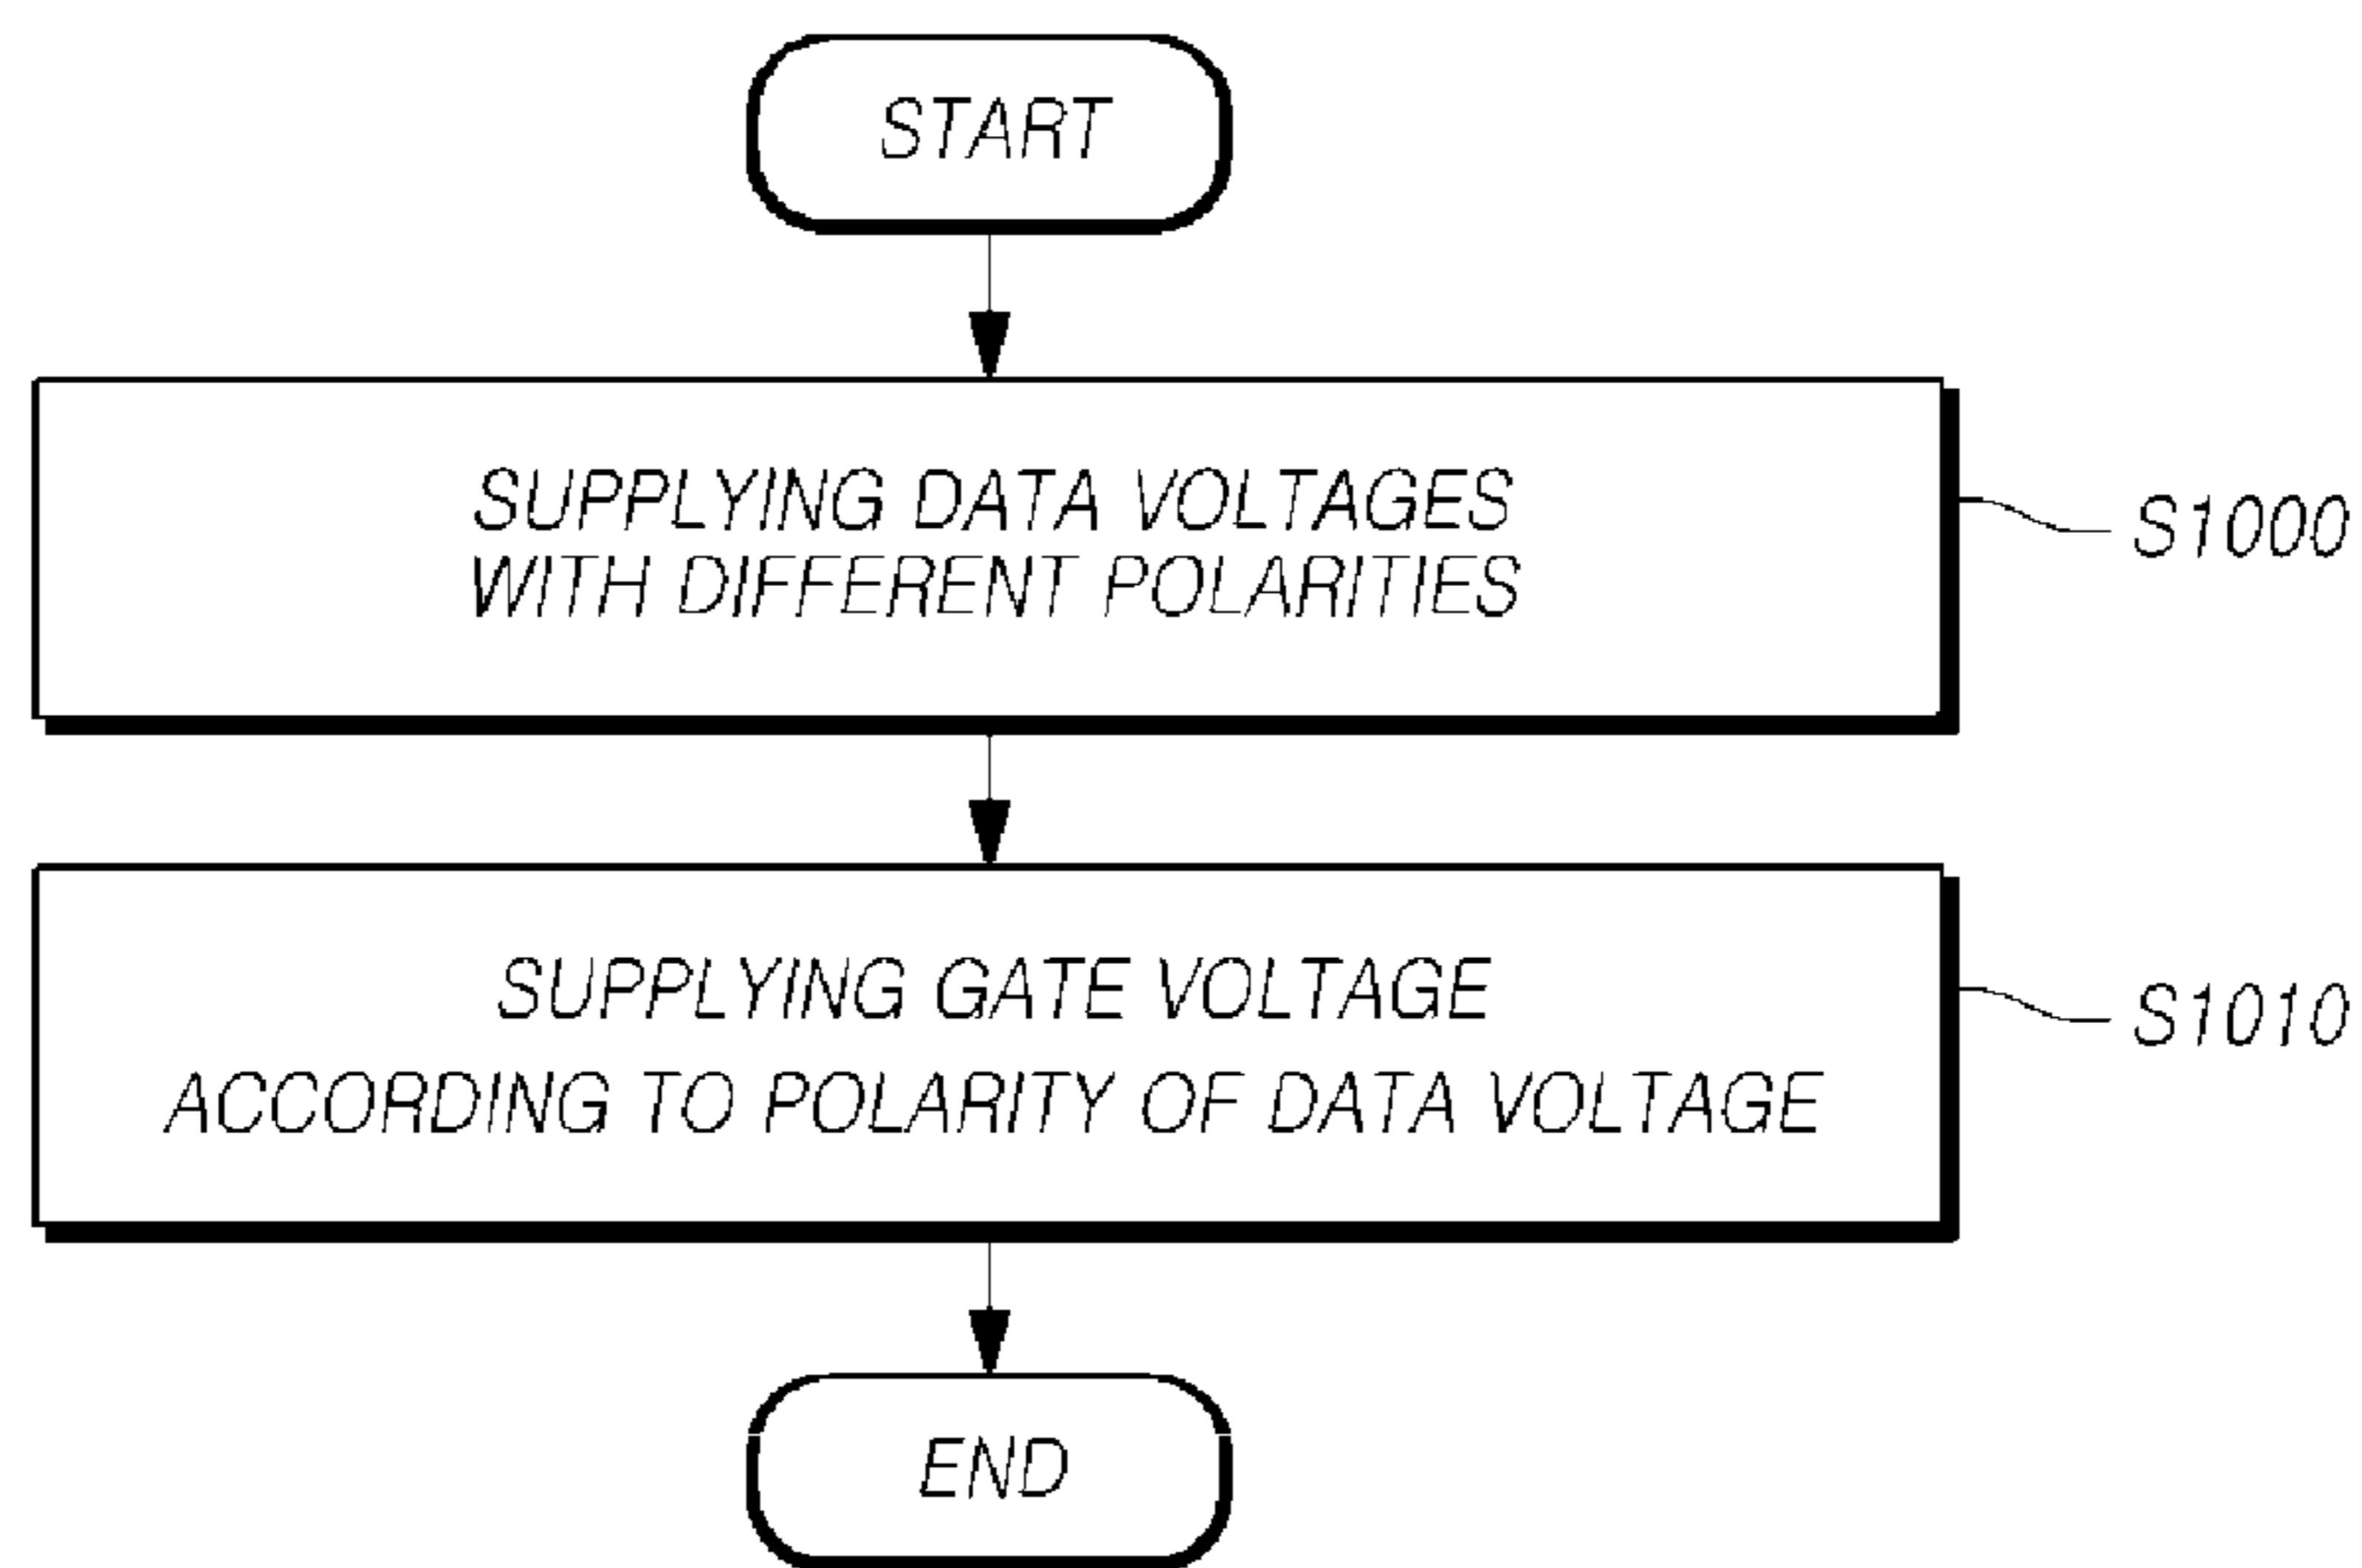 START
SUPPLYING DATA VOLTAGES
WITH DIFFERENT POLARITIES
S1000
SUPPLYING GATE VOLTAGE
ACCORDING TO POLARITY OF DATA VOLTAGE
S1010
END